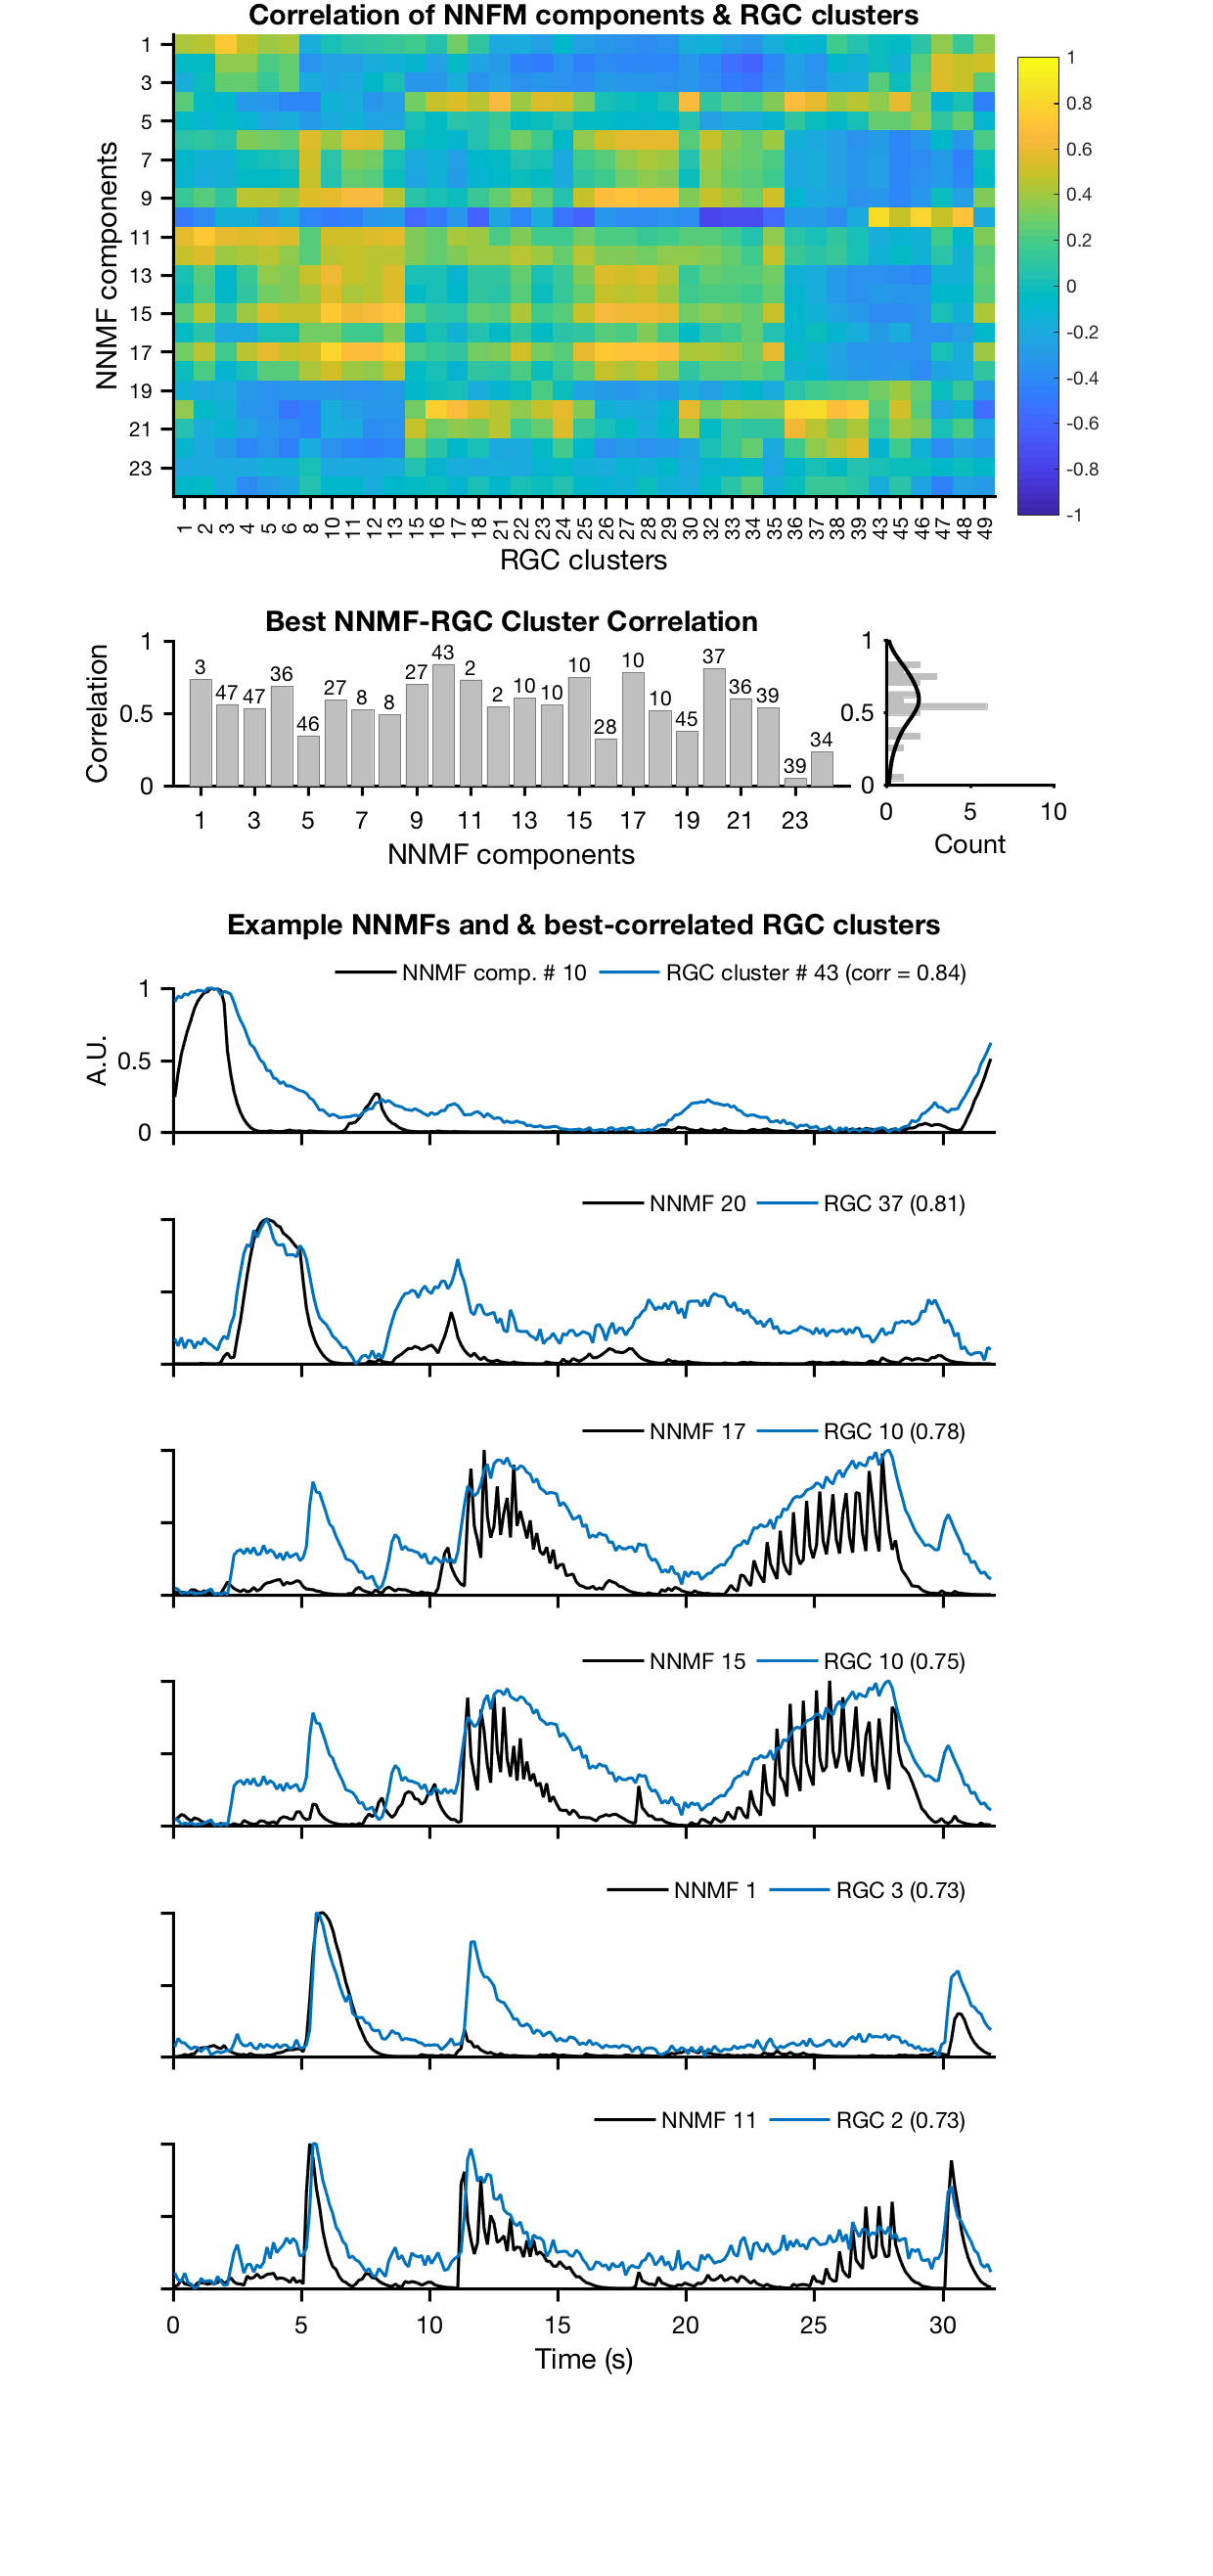 Correlation of NNFM components & RGC clusters
NNMF components
1
3
5
7
9
11
13
15
17
19
21
23
1 2 3 4 5 6 8 10 11 12 13 15 16 17 18 21 22 23 24 25 26 27 28 29 30 32 33 34 35 36 37 38 39 43 45 46 47 48 49
RGC clusters
1
0.8
0.6
0.4
0.2
0
-0.2
-0.4
-0.6
-0.8
-1
Best NNMF-RGC Cluster Correlation
Correlation
1
0.5
0
3 47 47 36 46 27 8 8 27 43 2 2 10 10 10 28 10 10 45 37 36 39 39 34
1 3 5 7 9 11 13 15 17 19 21 23
NNMF components
1
0.5
0
0 5 10
Count
Example NNMFs and & best-correlated RGC clusters
NNMF comp. # 10 RGC cluster # 43 (corr = 0.84)
A.U.
1
0.5
0
NNMF 20 RGC 37 (0.81)
NNMF 17 RGC 10 (0.78)
NNMF 15 RGC 10 (0.75)
NNMF 1 RGC 3 (0.73)
NNMF 11 RGC 2 (0.73)
0 5 10 15 20 25 30
Time (s)